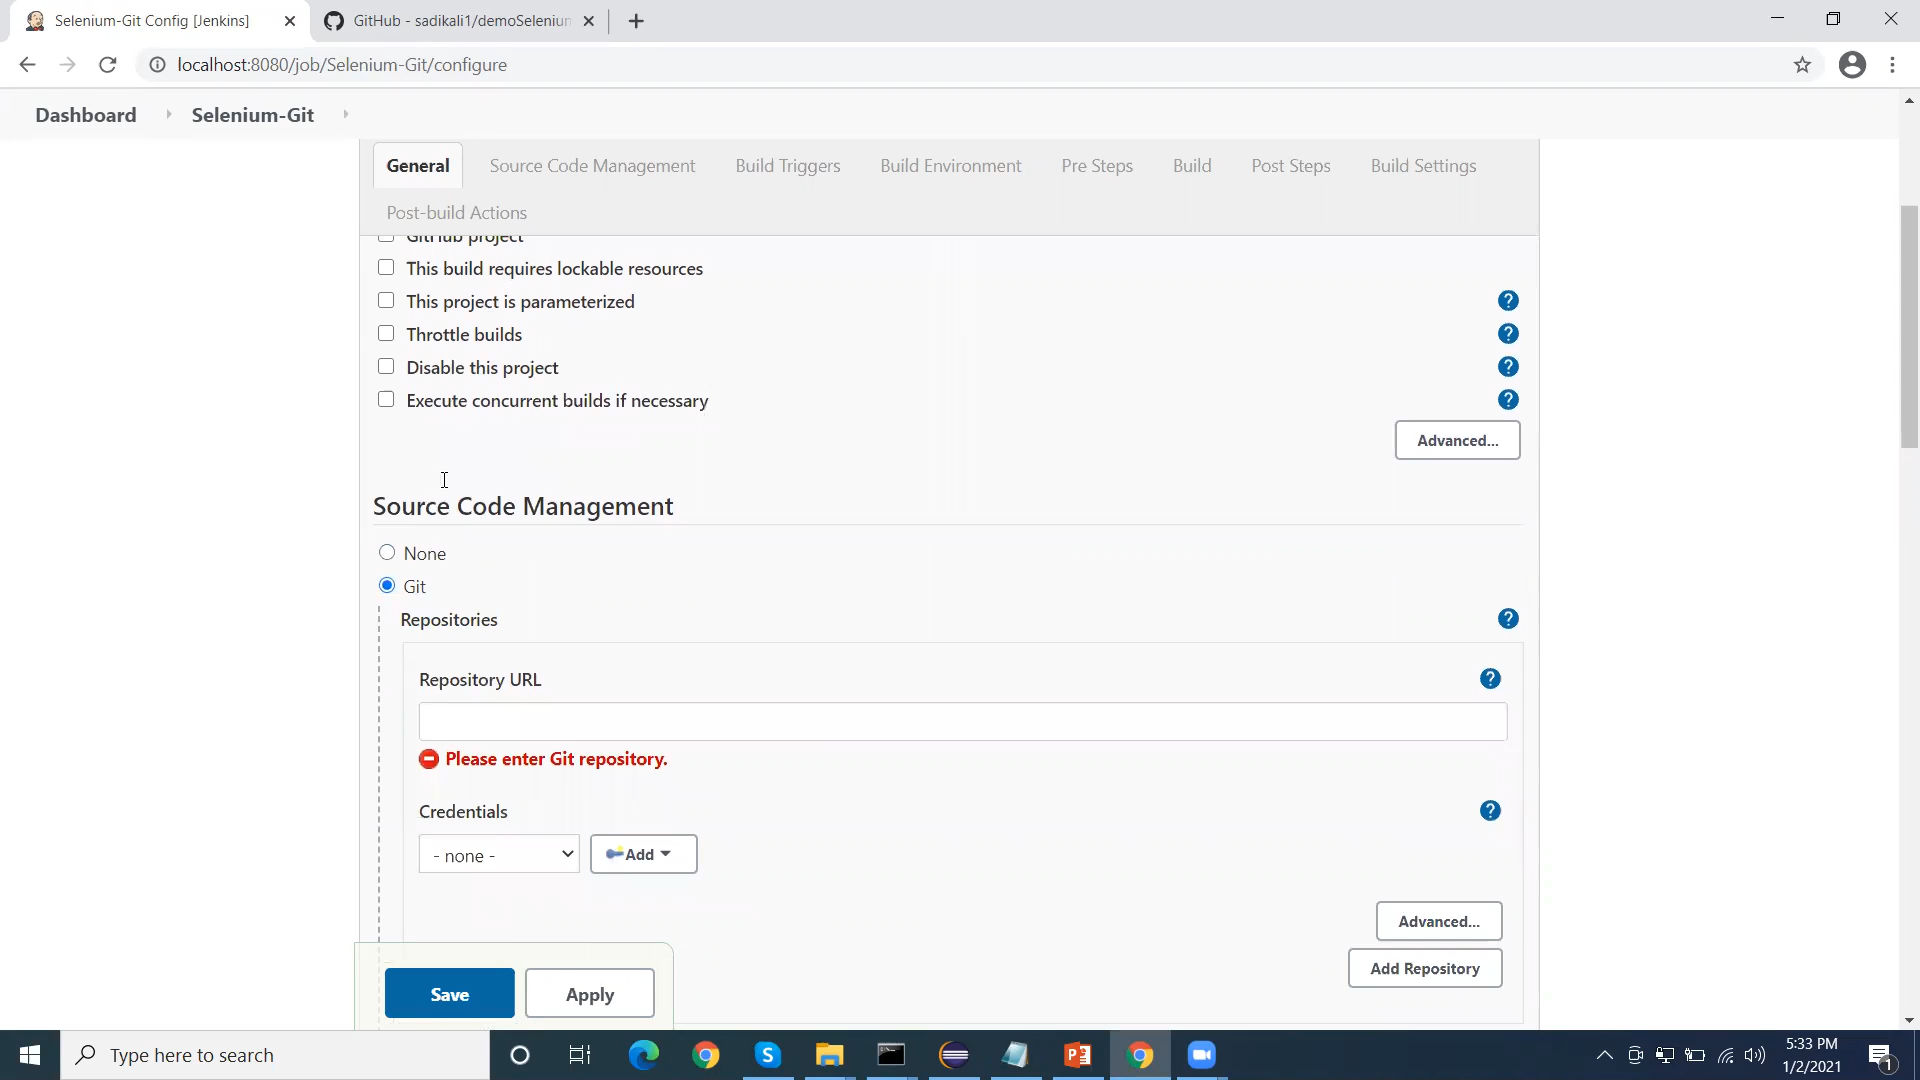 Selenium-Git Config [Jenkins]
GitHub - sadikali1/demoSelenium
localhost:8080/job/Selenium-Git/configure
Dashboard
Selenium-Git
General
Source Code Management
Build Triggers
Build Environment
Pre Steps
Build
Post Steps
Build Settings
Post-build Actions
GitHub project
This build requires lockable resources
This project is parameterized
Throttle builds
Disable this project
Execute concurrent builds if necessary
Advanced...
Source Code Management
None
Git
Repositories
Repository URL
Please enter Git repository.
Credentials
- none -
Add
Advanced...
Add Repository
Save
Apply
Type here to search
5:33 PM
1/2/2021
1